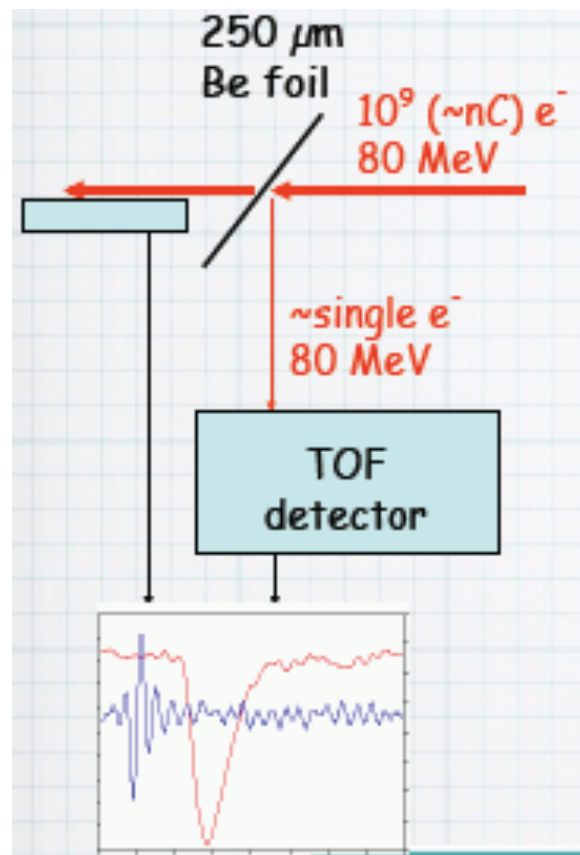 250 μm
Be foil
10⁹ (~nC) e⁻
80 MeV
~single e⁻
80 MeV
TOF
detector